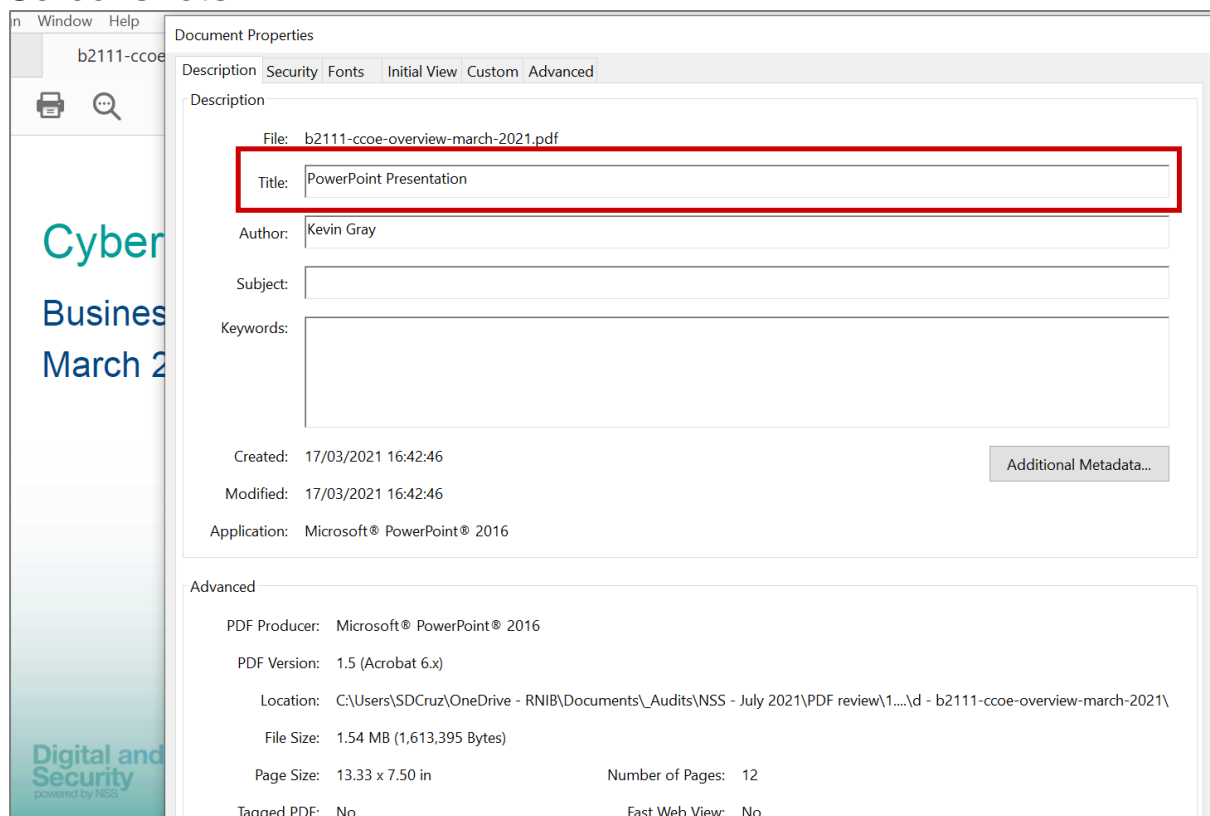 n Window Help
b2111-ccoe
Document Properties
Description Security Fonts Initial View Custom Advanced
Description
File: b2111-ccoe-overview-march-2021.pdf
Title: PowerPoint Presentation
Author: Kevin Gray
Subject:
Keywords:
Created: 17/03/2021 16:42:46
Additional Metadata...
Modified: 17/03/2021 16:42:46
Application: Microsoft® PowerPoint® 2016
Advanced
PDF Producer: Microsoft® PowerPoint® 2016
PDF Version: 1.5 (Acrobat 6.x)
Location: C:\Users\SDCruz\OneDrive - RNIB\Documents\_Audits\NSS - July 2021\PDF review\1....\d - b2111-ccoe-overview-march-2021\
File Size: 1.54 MB (1,613,395 Bytes)
Page Size: 13.33 x 7.50 in Number of Pages: 12
Tagged PDF: No Fast Web View: No
Cyber
Busines
March 2
Digital and
Security
powered by NSS